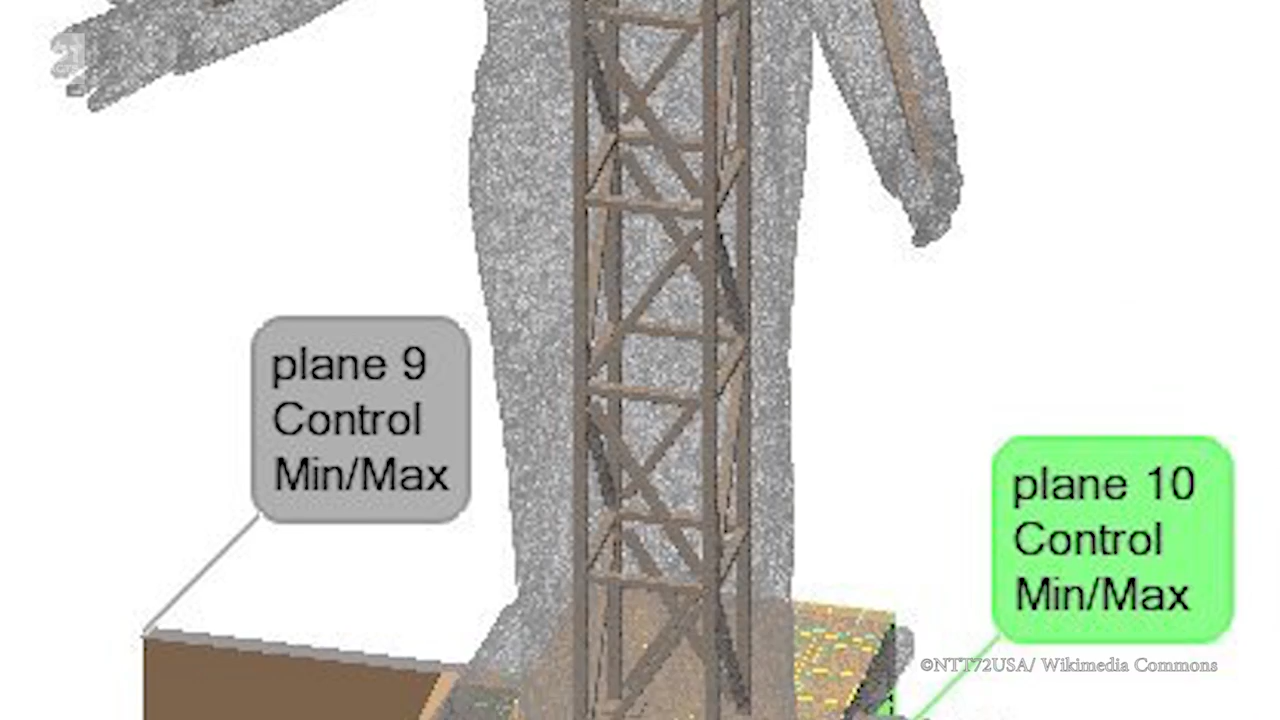 plane 9
Control
Min/Max
plane 10
Control
Min/Max
©NTT72USA/ Wikimedia Commons